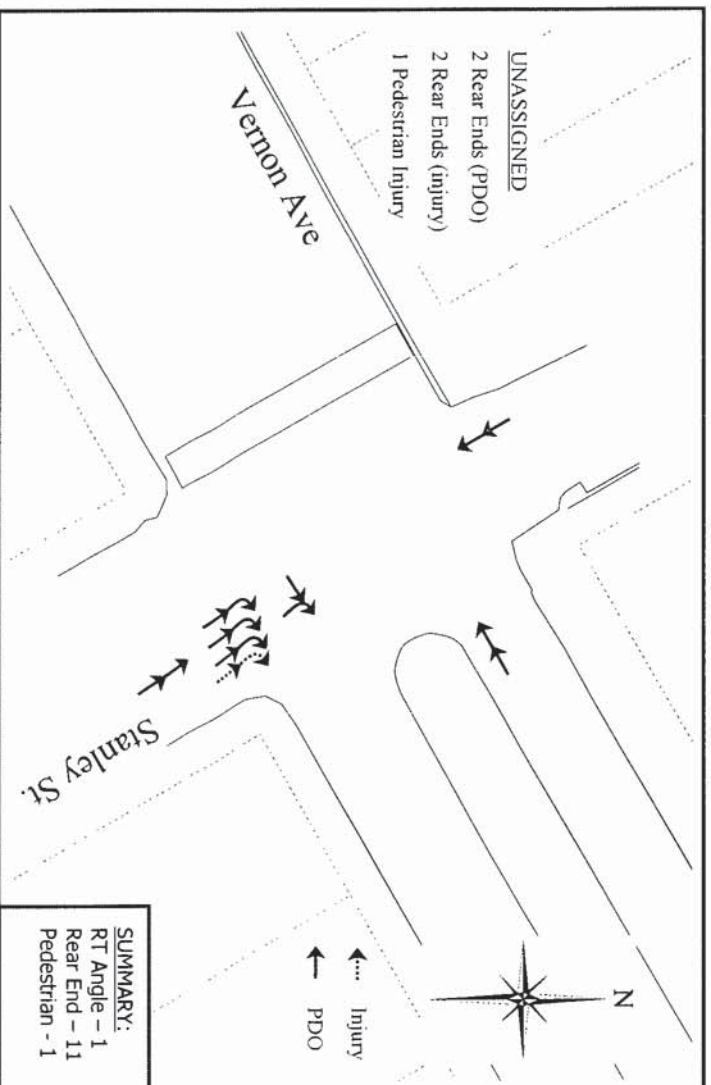 UNASSIGNED
2 Rear Ends (PDO)
2 Rear Ends (injury)
1 Pedestrian Injury
Vernon Ave
Stanley St.
N
Injury
PDO
SUMMARY:
RT Angle – 1
Rear End – 11
Pedestrian - 1